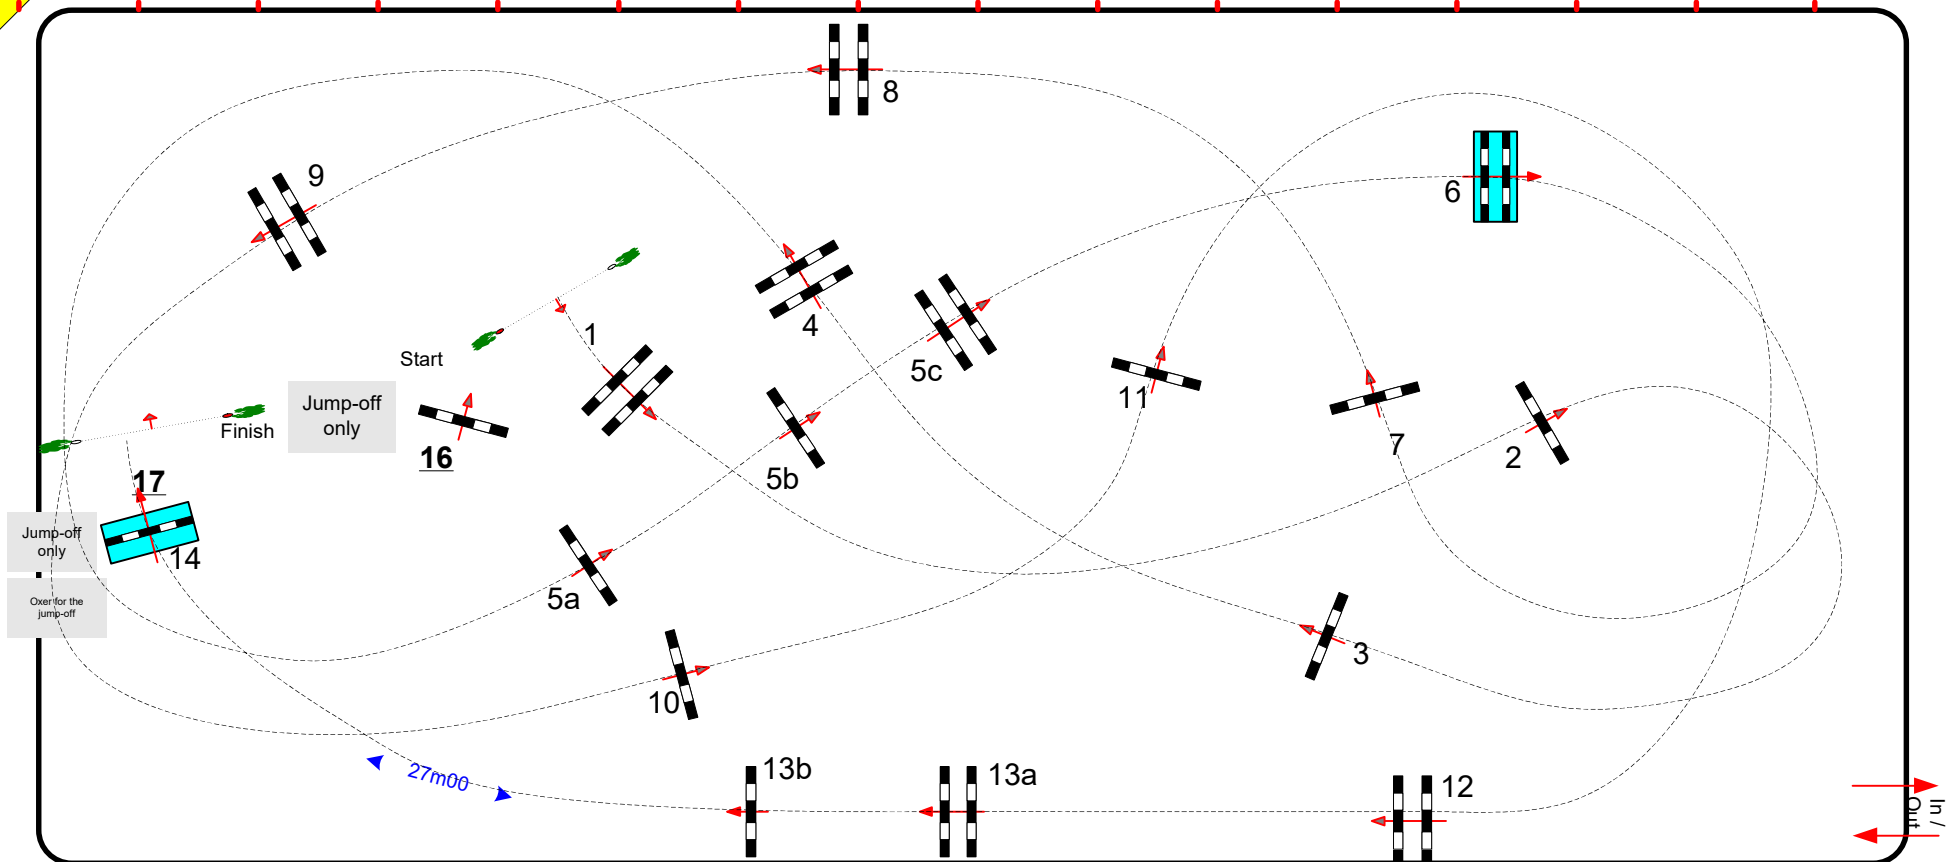 8
9
6
1
4
Start
5c
11
Jump-off
only
Finish
16
7
2
5b
17
Jump-off
only
14
5a
Oxer for the
jump-off
3
10
13b
13a
27m00
12
In /
Out